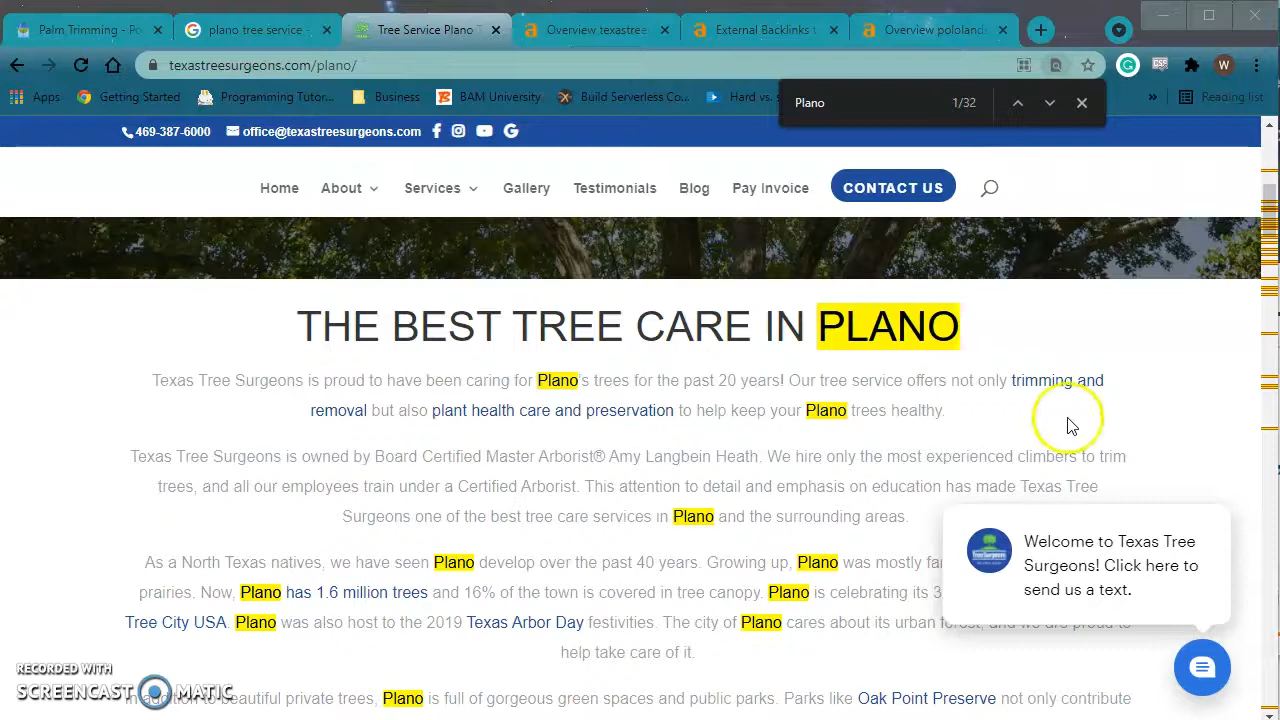 Palm Trimming - Po
plano tree service -
Tree Service Plano T
Overview texastree
External Backlinks t
Overview pololand
texastreesurgeons.com/plano/
W
Apps
Getting Started
Programming Tutor...
Business
BAM University
Build Serverless Co...
Hard vs.
»
Reading list
Plano
1/32
469-387-6000
office@texastreesurgeons.com
Home
About
Services
Gallery
Testimonials
Blog
Pay Invoice
CONTACT US
THE BEST TREE CARE IN PLANO
Texas Tree Surgeons is proud to have been caring for Plano's trees for the past 20 years! Our tree service offers not only trimming and
removal but also plant health care and preservation to help keep your Plano trees healthy.
Texas Tree Surgeons is owned by Board Certified Master Arborist® Amy Langbein Heath. We hire only the most experienced climbers to trim
trees, and all our employees train under a Certified Arborist. This attention to detail and emphasis on education has made Texas Tree
Surgeons one of the best tree care services in Plano and the surrounding areas.
As a North Texas natives, we have seen Plano develop over the past 40 years. Growing up, Plano was mostly far
prairies. Now, Plano has 1.6 million trees and 16% of the town is covered in tree canopy. Plano is celebrating its 3
Tree City USA. Plano was also host to the 2019 Texas Arbor Day festivities. The city of Plano cares about its urban forest, and we are proud to
help take care of it.
Welcome to Texas Tree
Surgeons! Click here to
send us a text.
In addition to beautiful private trees, Plano is full of gorgeous green spaces and public parks. Parks like Oak Point Preserve not only contribute
RECORDED WITH
SCREENCAST MATIC